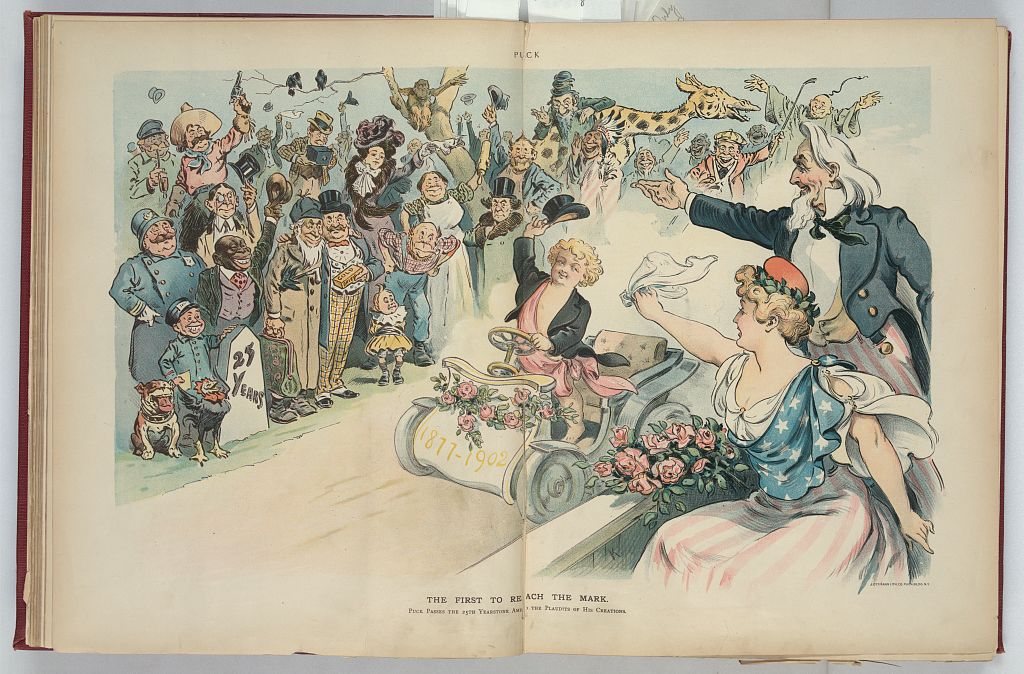 July
PUCK
25
YEARS
1877-1902
THE FIRST TO REACH THE MARK.
PUCK PASSES THE 25TH YEARSTONE AMID THE PLAUDITS OF HIS CREATIONS.